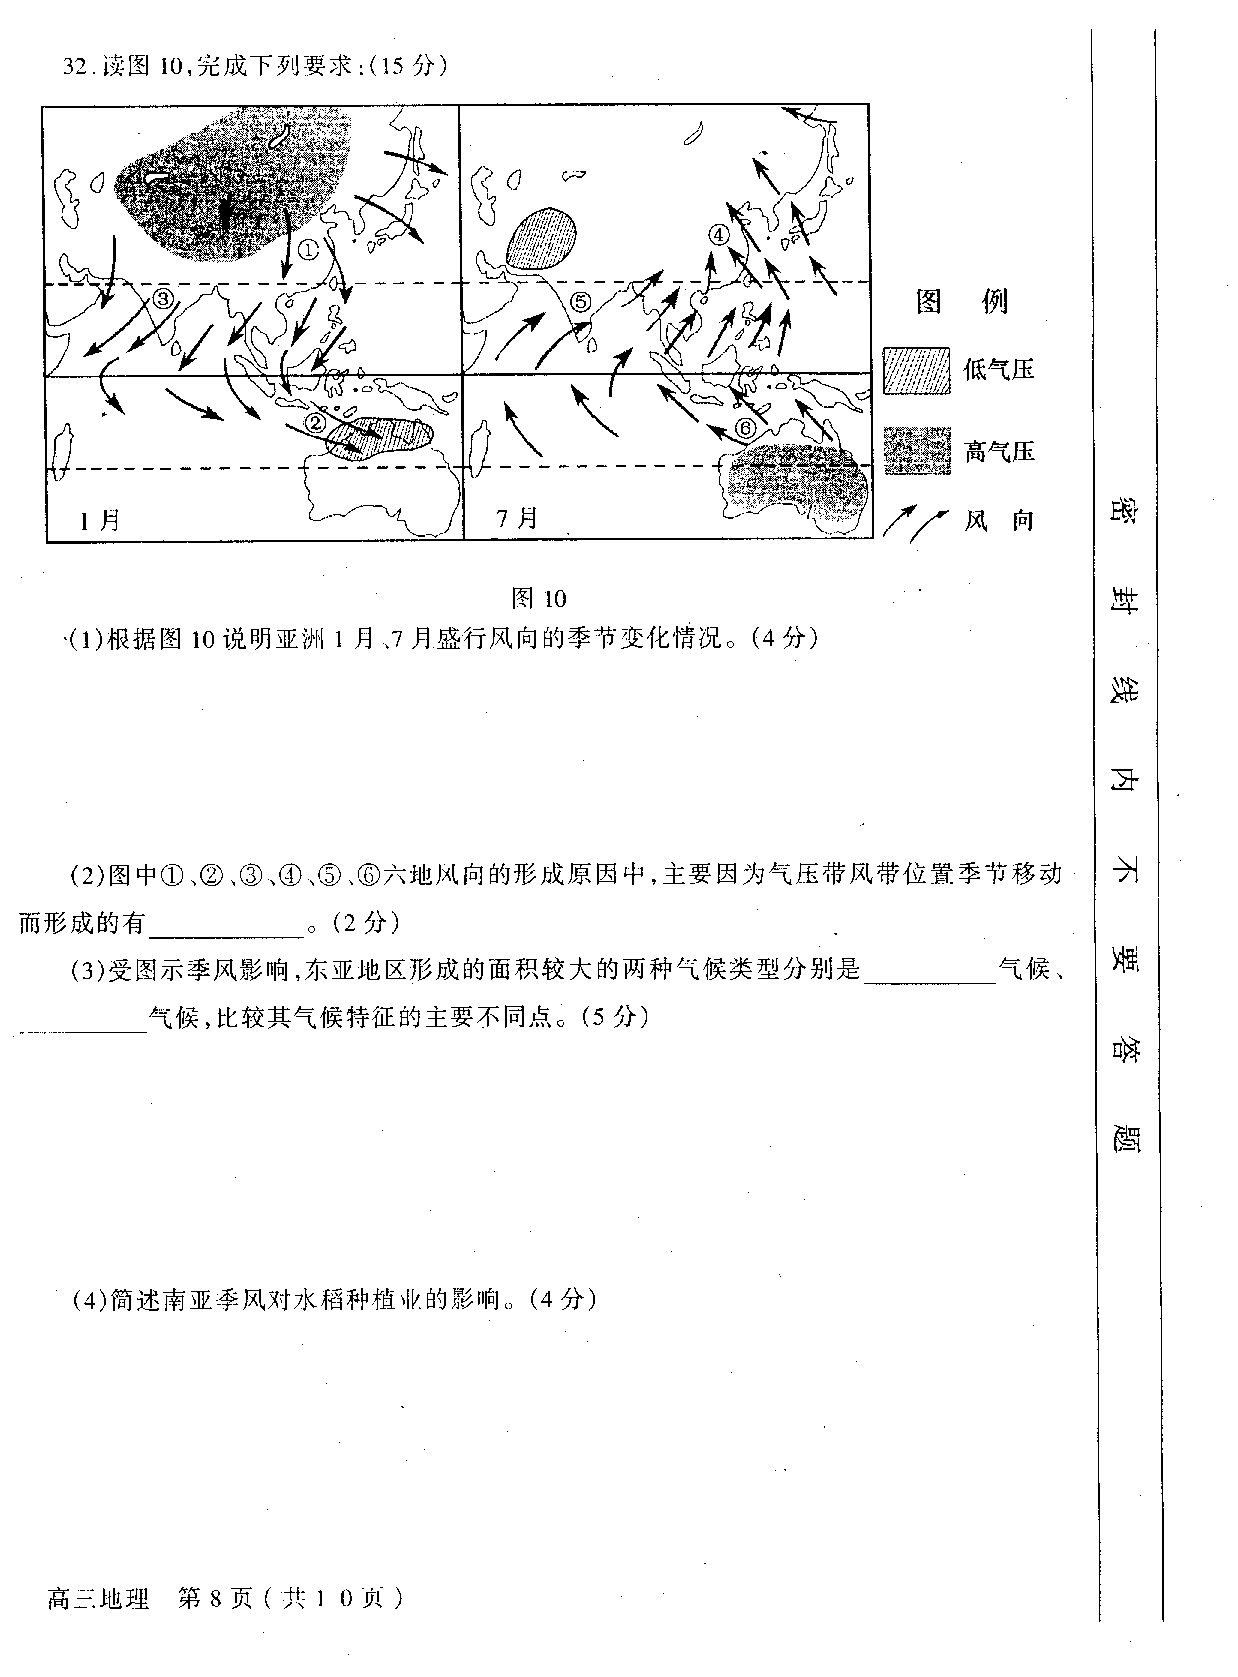 32.读图10,完成下列要求:(15分)
①
②
③
1月
④
⑤
⑥
7月
图 例
低气压
高气压
风 向
图10
(1)根据图10说明亚洲1月、7月盛行风向的季节变化情况。(4分)
(2)图中①、②、③、④、⑤、⑥六地风向的形成原因中,主要因为气压带风带位置季节移动
而形成的有____________。(2分)
(3)受图示季风影响,东亚地区形成的面积较大的两种气候类型分别是__________气候、
__________气候,比较其气候特征的主要不同点。(5分)
(4)简述南亚季风对水稻种植业的影响。(4分)
高三地理 第8页(共10页)
密封线内不要答题